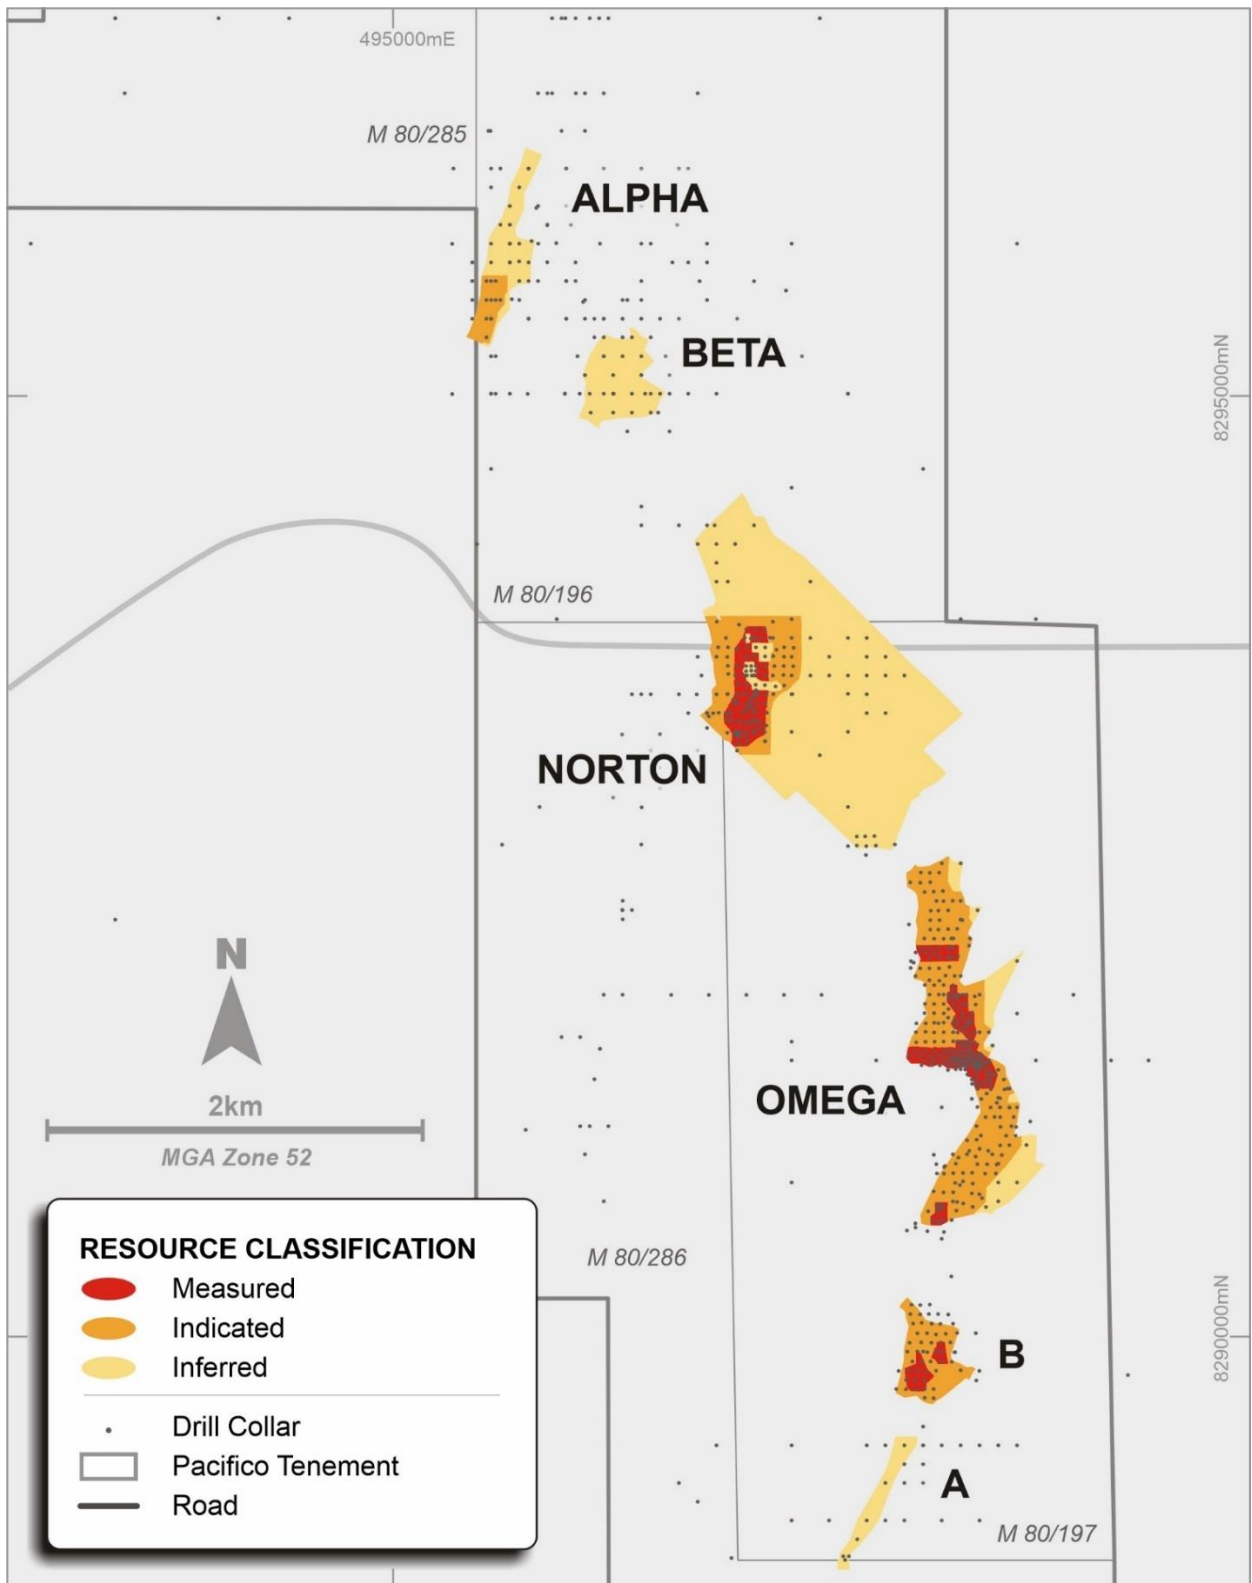 495000mE
M 80/285
ALPHA
BETA
8295000mN
M 80/196
NORTON
N
2km
MGA Zone 52
OMEGA
M 80/286
RESOURCE CLASSIFICATION
Measured
Indicated
Inferred
Drill Collar
Pacifico Tenement
Road
8290000mN
B
A
M 80/197